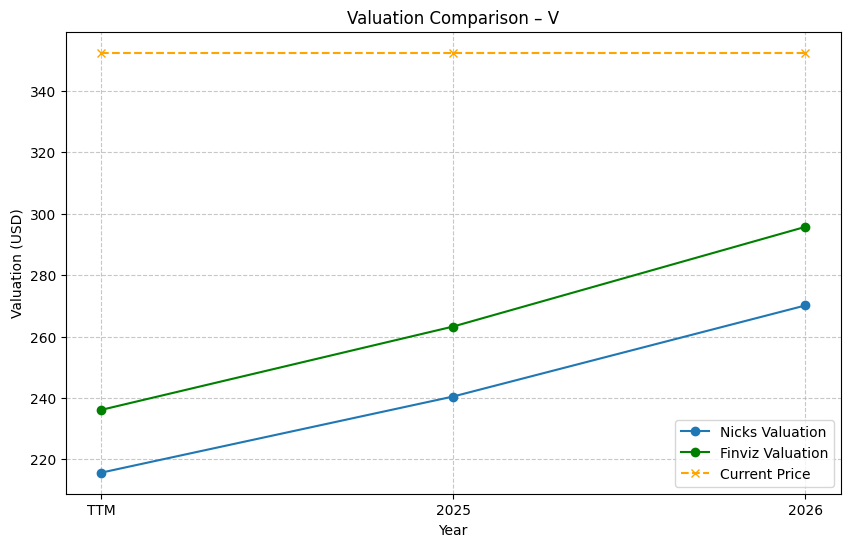 Valuation Comparison – V
Valuation (USD)
340
320
300
280
260
240
220
TTM
2025
2026
Year
Nicks Valuation
Finviz Valuation
Current Price